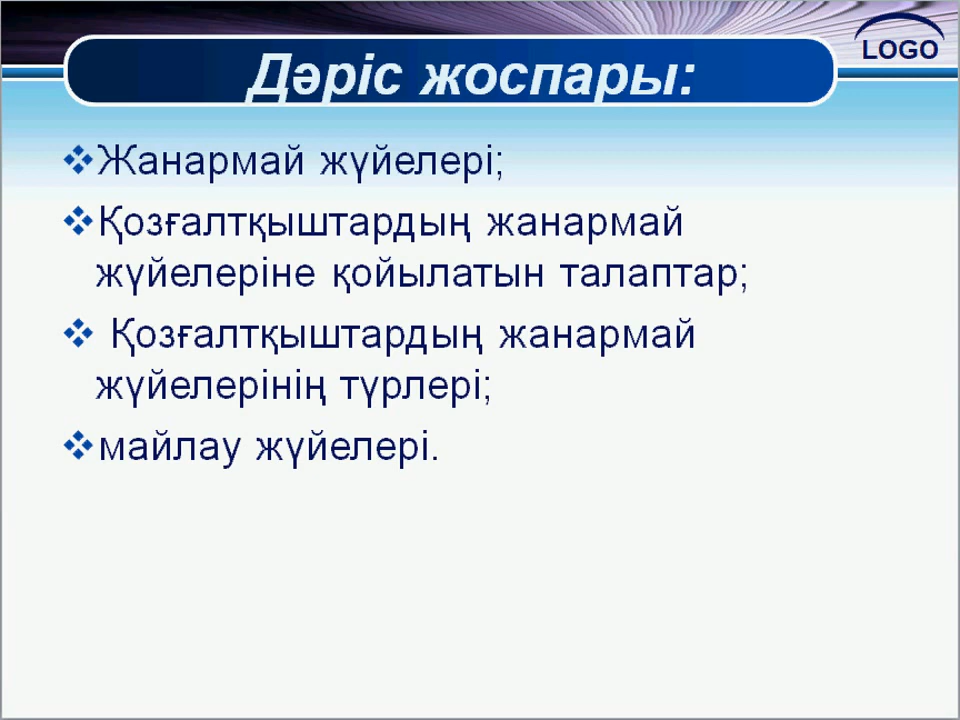 LOGO
Дәріс жоспары:
Жанармай жүйелері;
Қозғалтқыштардың жанармай
жүйелеріне қойылатын талаптар;
Қозғалтқыштардың жанармай
жүйелерінің түрлері;
майлау жүйелері.